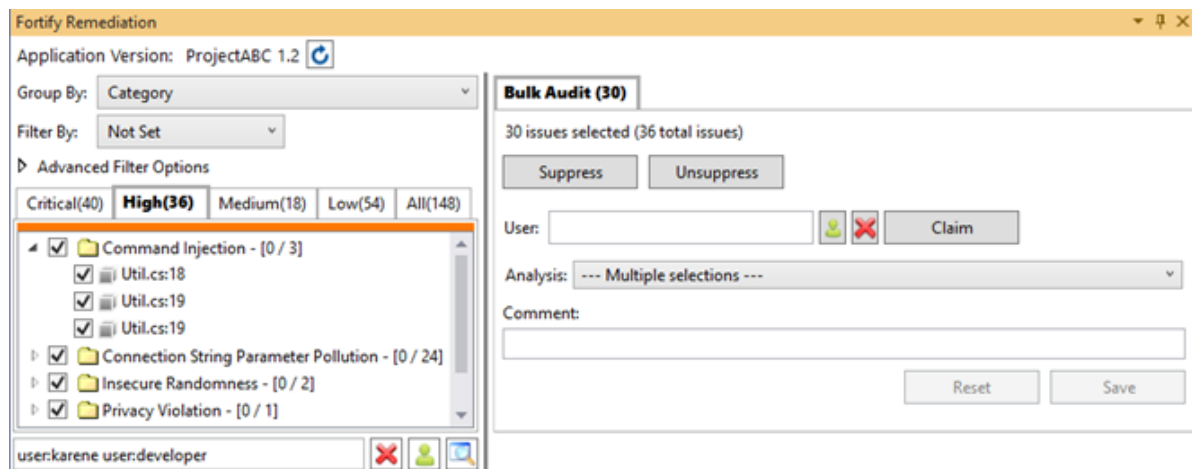 Fortify Remediation
Application Version: ProjectABC 1.2
Group By: Category
Filter By: Not Set
Advanced Filter Options
Critical(40) High(36) Medium(18) Low(54) All(148)
Command Injection - [0 / 3]
Util.cs:18
Util.cs:19
Util.cs:19
Connection String Parameter Pollution - [0 / 24]
Insecure Randomness - [0 / 2]
Privacy Violation - [0 / 1]
user:karene user:developer
Bulk Audit (30)
30 issues selected (36 total issues)
Suppress Unsuppress
User: Claim
Analysis: --- Multiple selections ---
Comment:
Reset Save